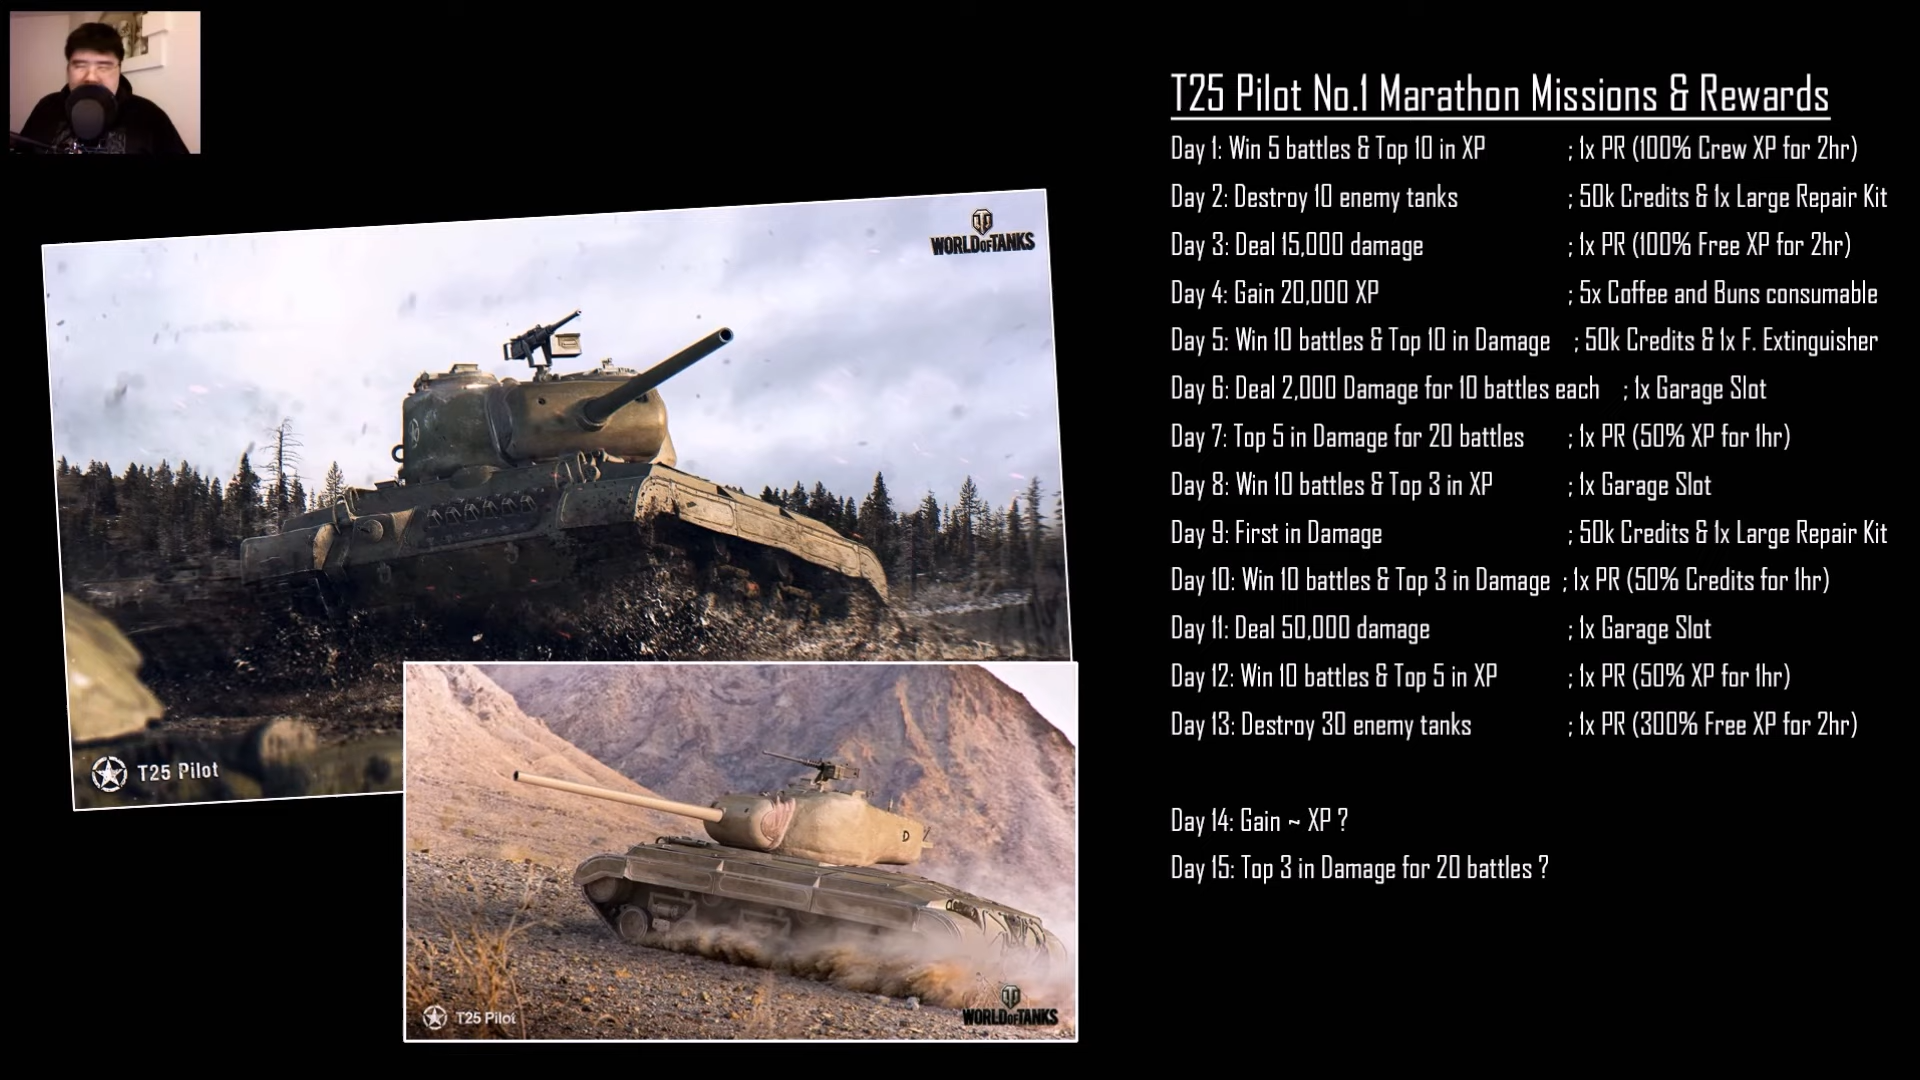 T25 Pilot No.1 Marathon Missions & Rewards
Day 1: Win 5 battles & Top 10 in XP ; 1x PR (100% Crew XP for 2hr)
Day 2: Destroy 10 enemy tanks ; 50k Credits & 1x Large Repair Kit
Day 3: Deal 15,000 damage ; 1x PR (100% Free XP for 2hr)
Day 4: Gain 20,000 XP ; 5x Coffee and Buns consumable
Day 5: Win 10 battles & Top 10 in Damage ; 50k Credits & 1x F. Extinguisher
Day 6: Deal 2,000 Damage for 10 battles each ; 1x Garage Slot
Day 7: Top 5 in Damage for 20 battles ; 1x PR (50% XP for 1hr)
Day 8: Win 10 battles & Top 3 in XP ; 1x Garage Slot
Day 9: First in Damage ; 50k Credits & 1x Large Repair Kit
Day 10: Win 10 battles & Top 3 in Damage ; 1x PR (50% Credits for 1hr)
Day 11: Deal 50,000 damage ; 1x Garage Slot
Day 12: Win 10 battles & Top 5 in XP ; 1x PR (50% XP for 1hr)
Day 13: Destroy 30 enemy tanks ; 1x PR (300% Free XP for 2hr)
Day 14: Gain ~ XP ?
Day 15: Top 3 in Damage for 20 battles ?
WORLD OF TANKS
T25 Pilot
D
T25 Pilot
WORLD OF TANKS